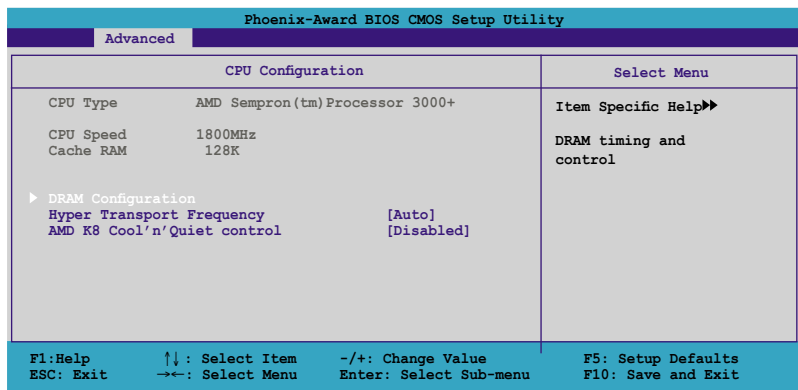 Phoenix-Award BIOS CMOS Setup Utility
Advanced
CPU Configuration
Select Menu
CPU Type AMD Sempron(tm)Processor 3000+
CPU Speed 1800MHz
Cache RAM 128K
▶ DRAM Configuration
Hyper Transport Frequency [Auto]
AMD K8 Cool'n'Quiet control [Disabled]
Item Specific Help▶▶
DRAM timing and
control
F1:Help ↑↓: Select Item -/+: Change Value F5: Setup Defaults
ESC: Exit →←: Select Menu Enter: Select Sub-menu F10: Save and Exit